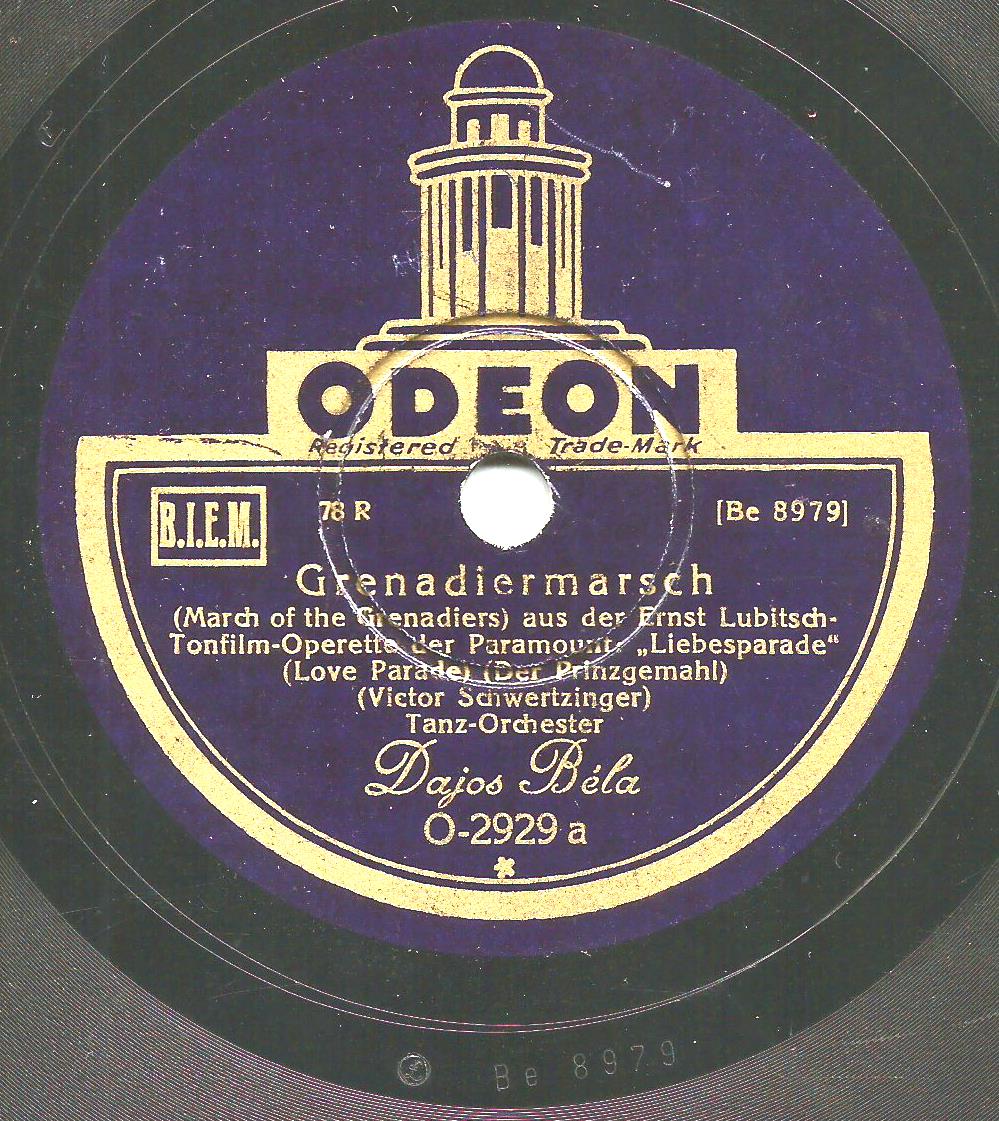 ODEON
Registered Trade-Mark
B.I.E.M. 78 R [Be 8979]
Grenadiermarsch
(March of the Grenadiers) aus der Ernst Lubitsch-
Tonfilm-Operette der Paramount „Liebesparade“
(Love Parade) (Der Prinzgemahl)
(Victor Schwertzinger)
Tanz-Orchester
Dajos Béla
O-2929 a
Be 8979